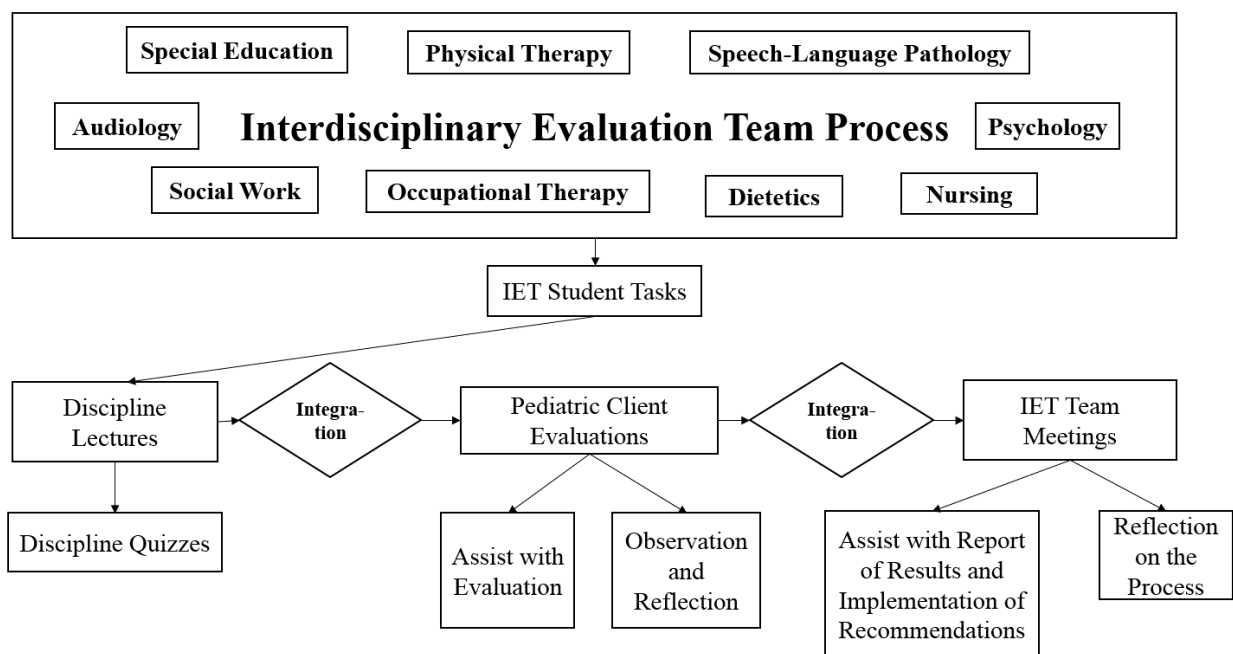 Special Education
Physical Therapy
Speech-Language Pathology
Audiology
Interdisciplinary Evaluation Team Process
Psychology
Social Work
Occupational Therapy
Dietetics
Nursing
IET Student Tasks
Discipline
Lectures
Integra-
tion
Pediatric Client
Evaluations
Integra-
tion
IET Team
Meetings
Discipline Quizzes
Assist with
Evaluation
Observation
and
Reflection
Assist with Report
of Results and
Implementation of
Recommendations
Reflection
on the
Process